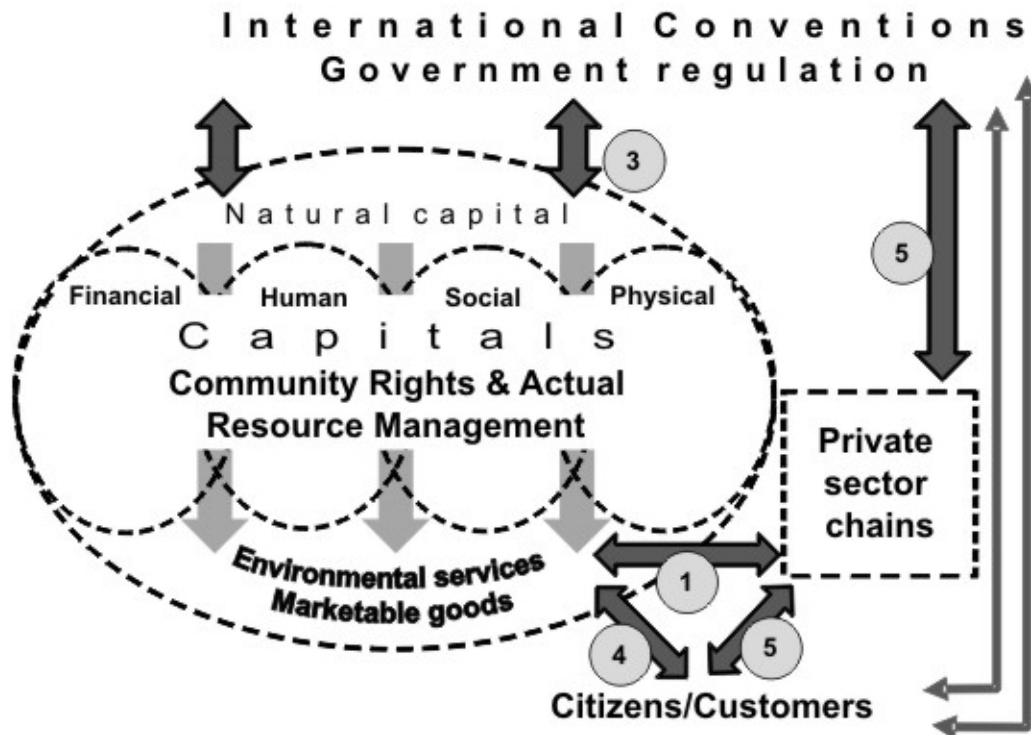 International Conventions
Government regulation
3
Natural capital
5
Financial Human Social Physical
Capitals
Community Rights & Actual
Resource Management
Private
sector
chains
Environmental services
Marketable goods
1
4
5
Citizens/Customers